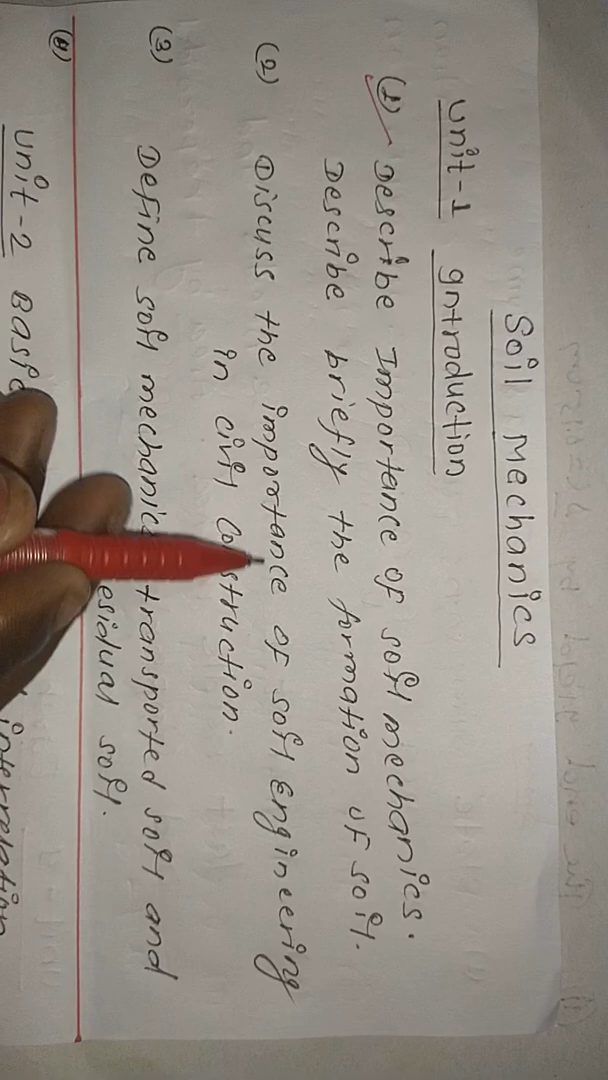 Soil Mechanics
Unit-1 Introduction
(1) Describe Importance of soil mechanics.
Describe briefly the formation of soil.
(2) Discuss the importance of soil engineering
in civil construction.
(3) Define soil mechanics transported soil and
esidual soil.
(4)
Unit-2 Basic
interrelation